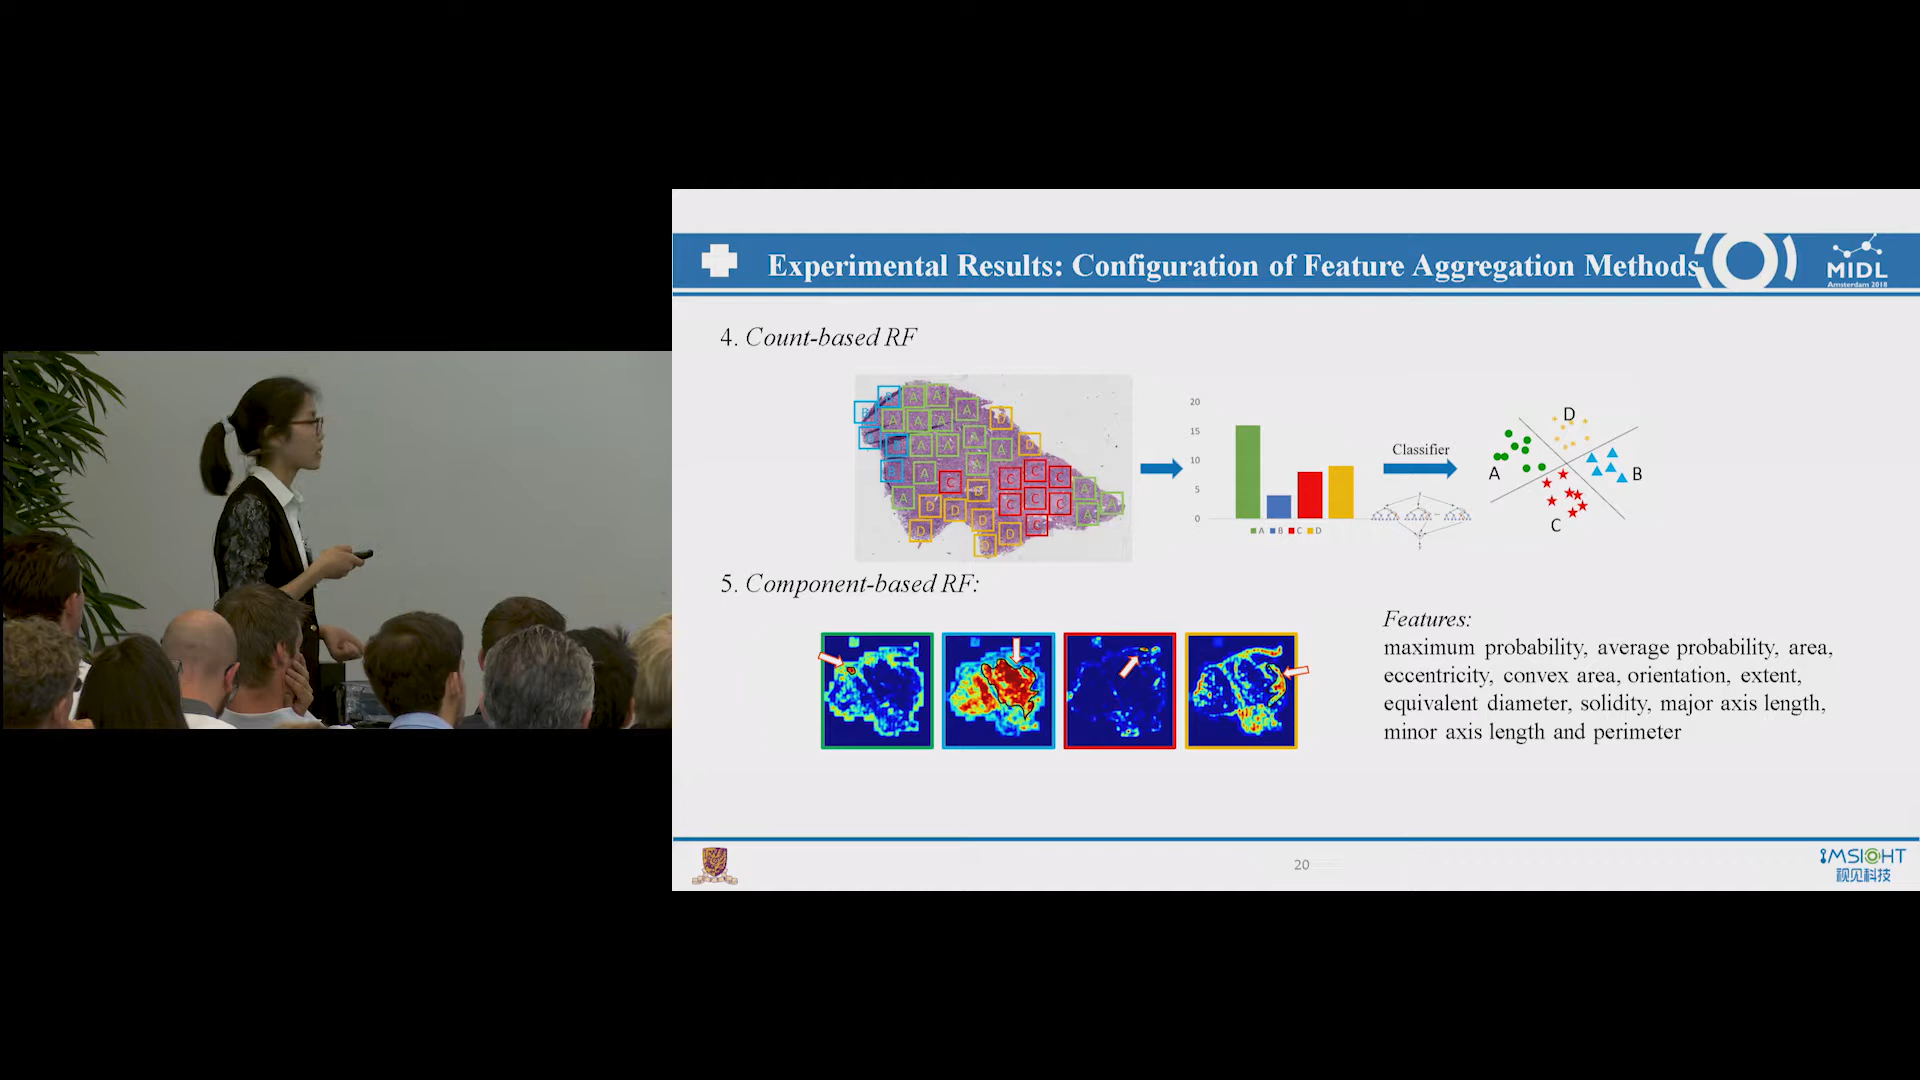 Experimental Results: Configuration of Feature Aggregation Methods
MIDL
Amsterdam 2018
4. Count-based RF
20
15
10
5
0
A B C D
Classifier
D
A
B
C
5. Component-based RF:
Features:
maximum probability, average probability, area,
eccentricity, convex area, orientation, extent,
equivalent diameter, solidity, major axis length,
minor axis length and perimeter
20
IMSIGHT
视见科技